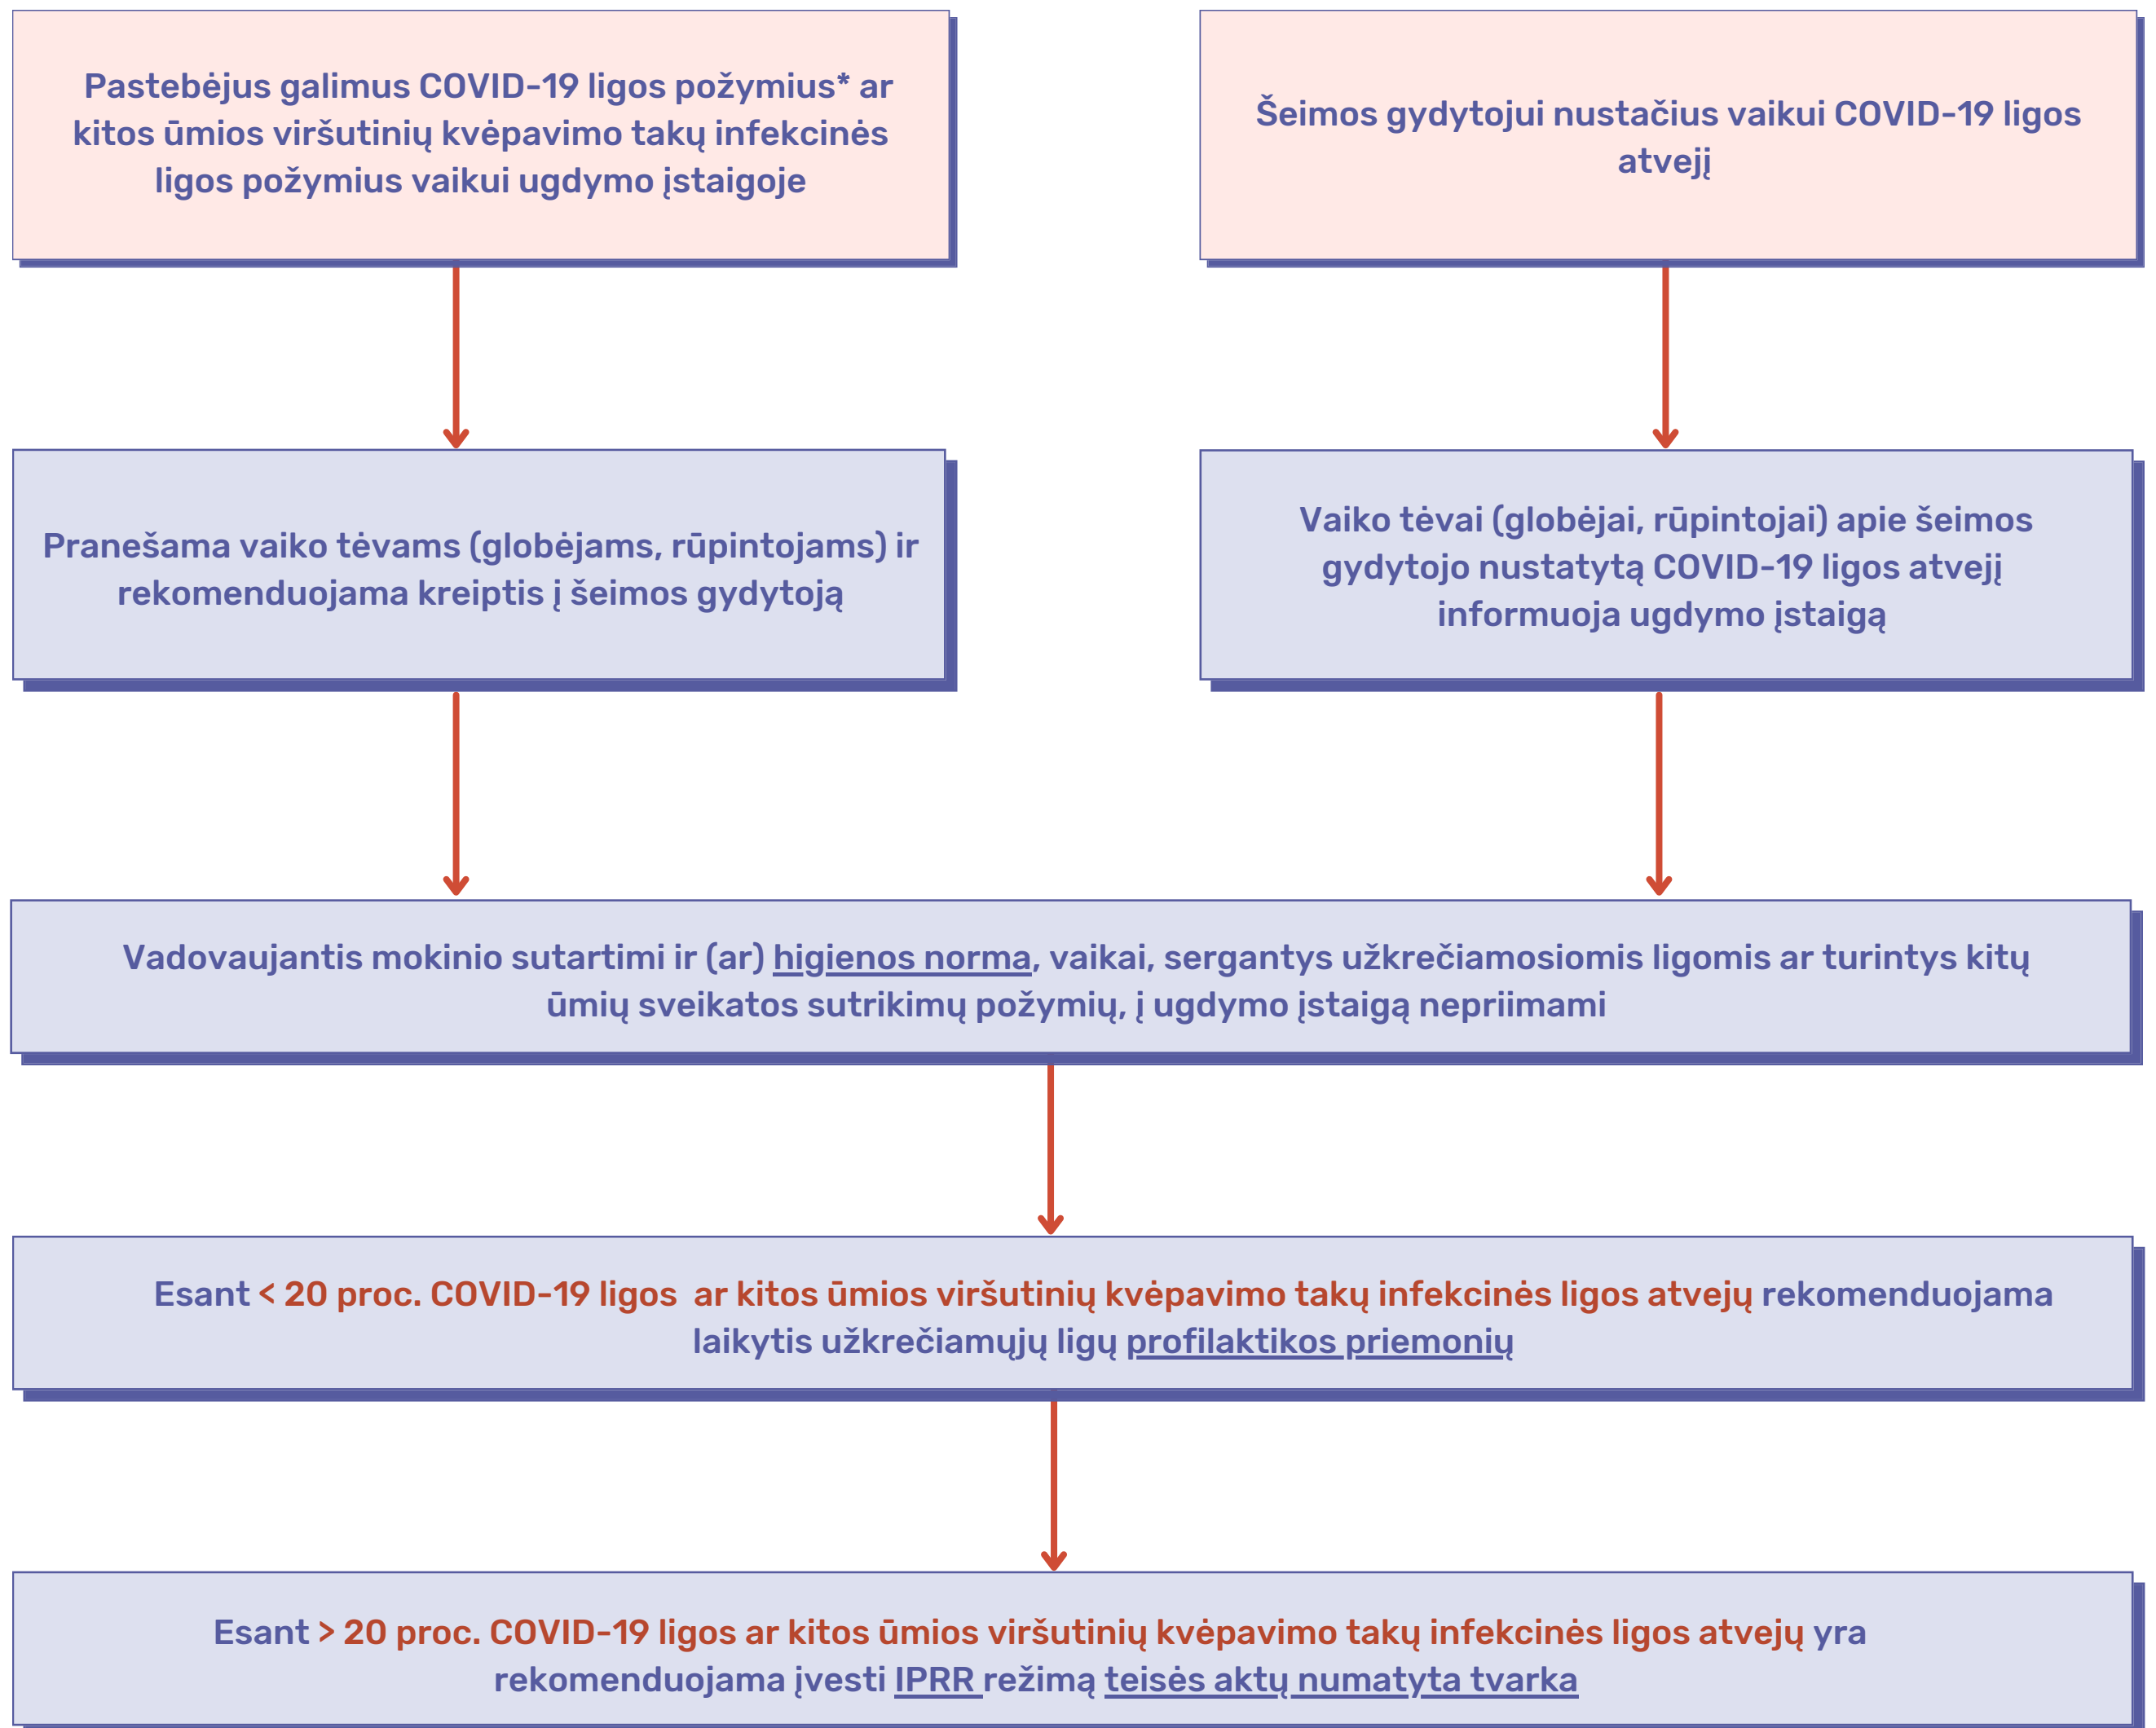 Pastebėjus galimus COVID-19 ligos požymius* ar
kitos ūmios viršutinių kvėpavimo takų infekcinės
ligos požymius vaikui ugdymo įstaigoje
Šeimos gydytojui nustačius vaikui COVID-19 ligos
atvejį
Pranešama vaiko tėvams (globėjams, rūpintojams) ir
rekomenduojama kreiptis į šeimos gydytoją
Vaiko tėvai (globėjai, rūpintojai) apie šeimos
gydytojo nustatytą COVID-19 ligos atvejį
informuoja ugdymo įstaigą
Vadovaujantis mokinio sutartimi ir (ar) higienos norma, vaikai, sergantys užkrečiamosiomis ligomis ar turintys kitų
ūmių sveikatos sutrikimų požymių, į ugdymo įstaigą nepriimami
Esant < 20 proc. COVID-19 ligos ar kitos ūmios viršutinių kvėpavimo takų infekcinės ligos atvejų rekomenduojama
laikytis užkrečiamųjų ligų profilaktikos priemonių
Esant > 20 proc. COVID-19 ligos ar kitos ūmios viršutinių kvėpavimo takų infekcinės ligos atvejų yra
rekomenduojama įvesti IPRR režimą teisės aktų numatyta tvarka